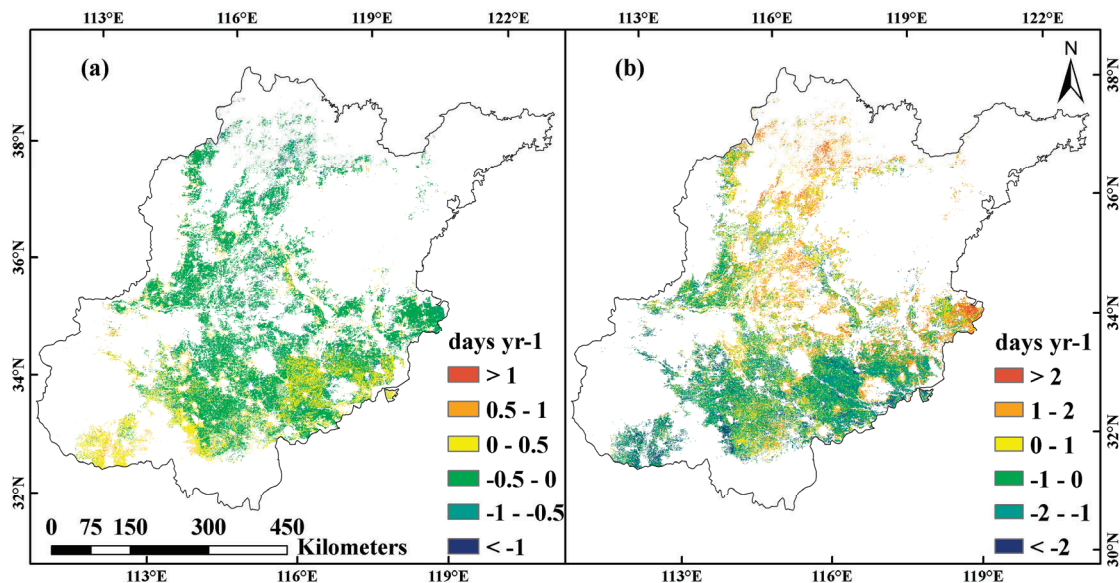 113°E 116°E 119°E 122°E 113°E 116°E 119°E 122°E
(a) (b) N
38°N 36°N 34°N 32°N
38°N 36°N 34°N 32°N 30°N
days yr-1
> 1
0.5 - 1
0 - 0.5
-0.5 - 0
-1 - -0.5
< -1
days yr-1
> 2
1 - 2
0 - 1
-1 - 0
-2 - -1
< -2
0 75 150 300 450
Kilometers
113°E 116°E 119°E 113°E 116°E 119°E